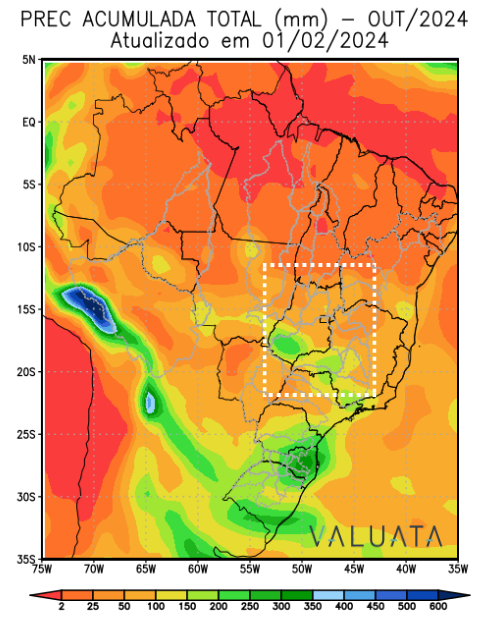 PREC ACUMULADA TOTAL (mm) – OUT/2024
Atualizado em 01/02/2024
5N
EQ
5S
10S
15S
20S
25S
30S
35S
75W 70W 65W 60W 55W 50W 45W 40W 35W
VALUATA
2 25 50 100 150 200 250 300 350 400 450 500 600